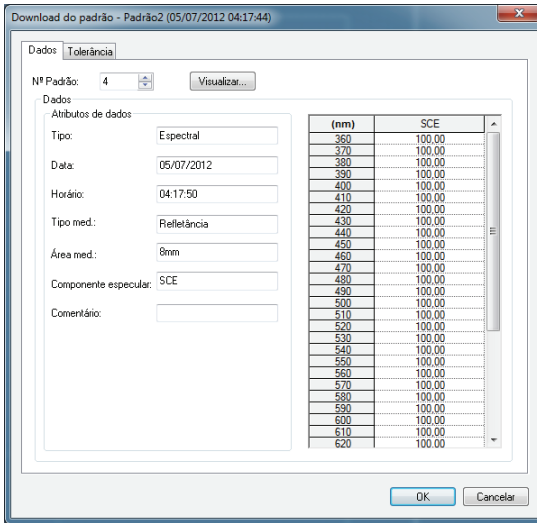 Download do padrão - Padrão2 (05/07/2012 04:17:44)
Dados Tolerância
Nº Padrão: 4 Visualizar...
Dados
Atributos de dados
Tipo: Espectral
Data: 05/07/2012
Horário: 04:17:50
Tipo med.: Refletância
Área med.: 8mm
Componente especular: SCE
Comentário:
(nm) SCE
360 100,00
370 100,00
380 100,00
390 100,00
400 100,00
410 100,00
420 100,00
430 100,00
440 100,00
450 100,00
460 100,00
470 100,00
480 100,00
490 100,00
500 100,00
510 100,00
520 100,00
530 100,00
540 100,00
550 100,00
560 100,00
570 100,00
580 100,00
590 100,00
600 100,00
610 100,00
620 100,00
OK Cancelar